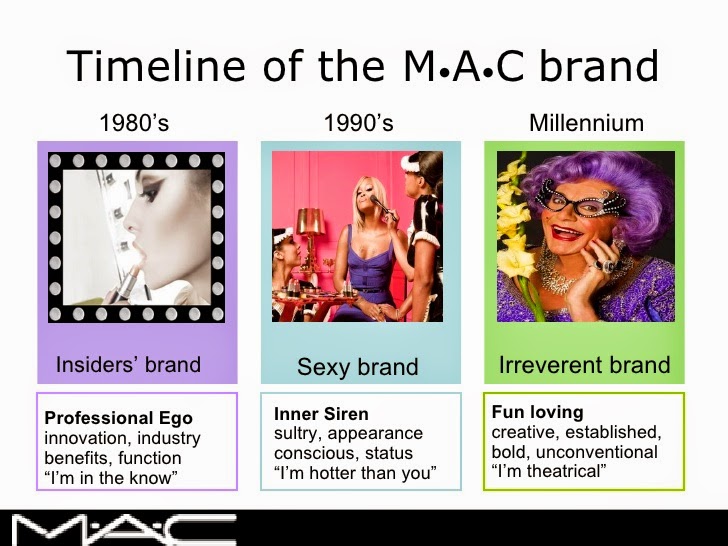 Timeline of the M•A•C brand
1980’s
1990’s
Millennium
Insiders’ brand
Sexy brand
Irreverent brand
Professional Ego
innovation, industry
benefits, function
“I’m in the know”
Inner Siren
sultry, appearance
conscious, status
“I’m hotter than you”
Fun loving
creative, established,
bold, unconventional
“I’m theatrical”
M·A·C